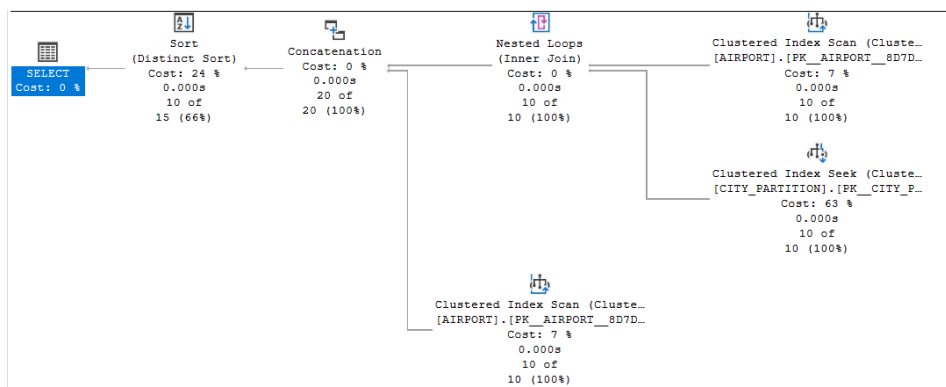 SELECT
Cost: 0 %
Sort
(Distinct Sort)
Cost: 24 %
0.000s
10 of
15 (66%)
Concatenation
Cost: 0 %
0.000s
20 of
20 (100%)
Nested Loops
(Inner Join)
Cost: 0 %
0.000s
10 of
10 (100%)
Clustered Index Scan (Cluste…
[AIRPORT].[PK__AIRPORT__8D7D…
Cost: 7 %
0.000s
10 of
10 (100%)
Clustered Index Seek (Cluste…
[CITY_PARTITION].[PK__CITY_P…
Cost: 63 %
0.000s
10 of
10 (100%)
Clustered Index Scan (Cluste…
[AIRPORT].[PK__AIRPORT__8D7D…
Cost: 7 %
0.000s
10 of
10 (100%)